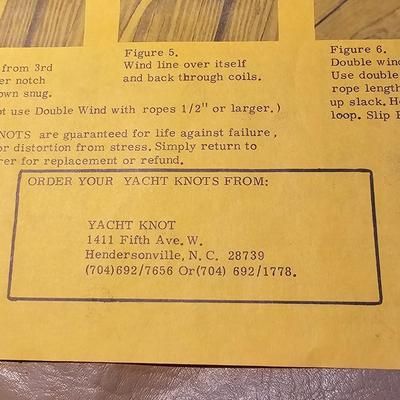 from 3rd
notch
own snug.
Figure 5.
Wind line over itself
and back through coils.
Figure 6.
Double wind
Use double
rope length
up slack. H
loop. Slip
t use Double Wind with ropes 1/2" or larger. )
NOTS are guaranteed for life against failure,
or distortion from stress. Simply return to
rer for replacement or refund.
ORDER YOUR YACHT KNOTS FROM:
YACHT KNOT
1411 Fifth Ave. W.
Hendersonville, N. C. 28739
(704)692/7656 Or(704) 692/1778.